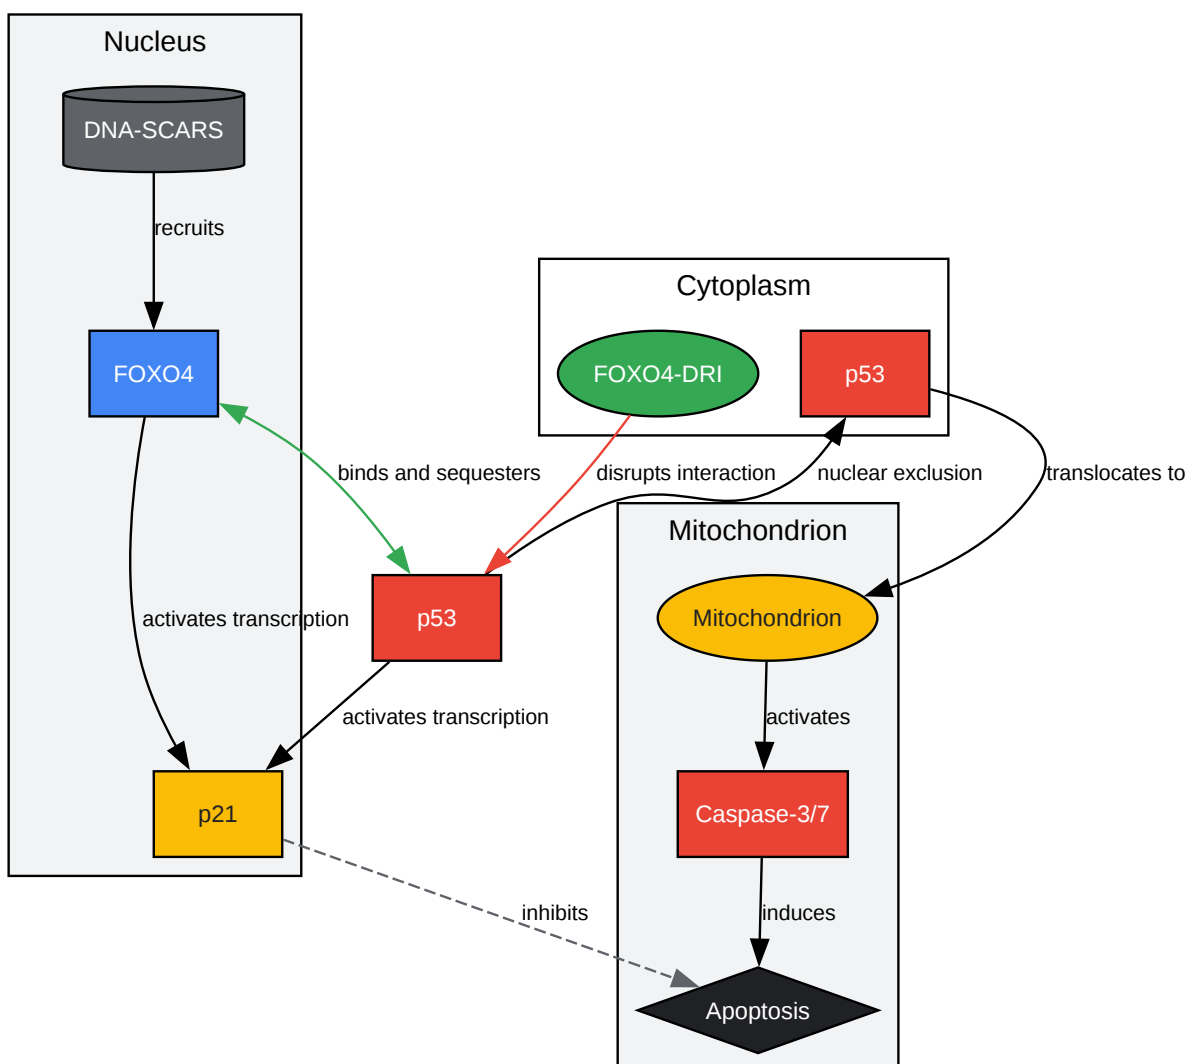 Nucleus
DNA-SCARS
recruits
Cytoplasm
FOXO4
FOXO4-DRI
p53
binds and sequesters
disrupts interaction
nuclear exclusion
translocates to
Mitochondrion
activates transcription
p53
Mitochondrion
activates transcription
activates
p21
Caspase-3/7
inhibits
induces
Apoptosis